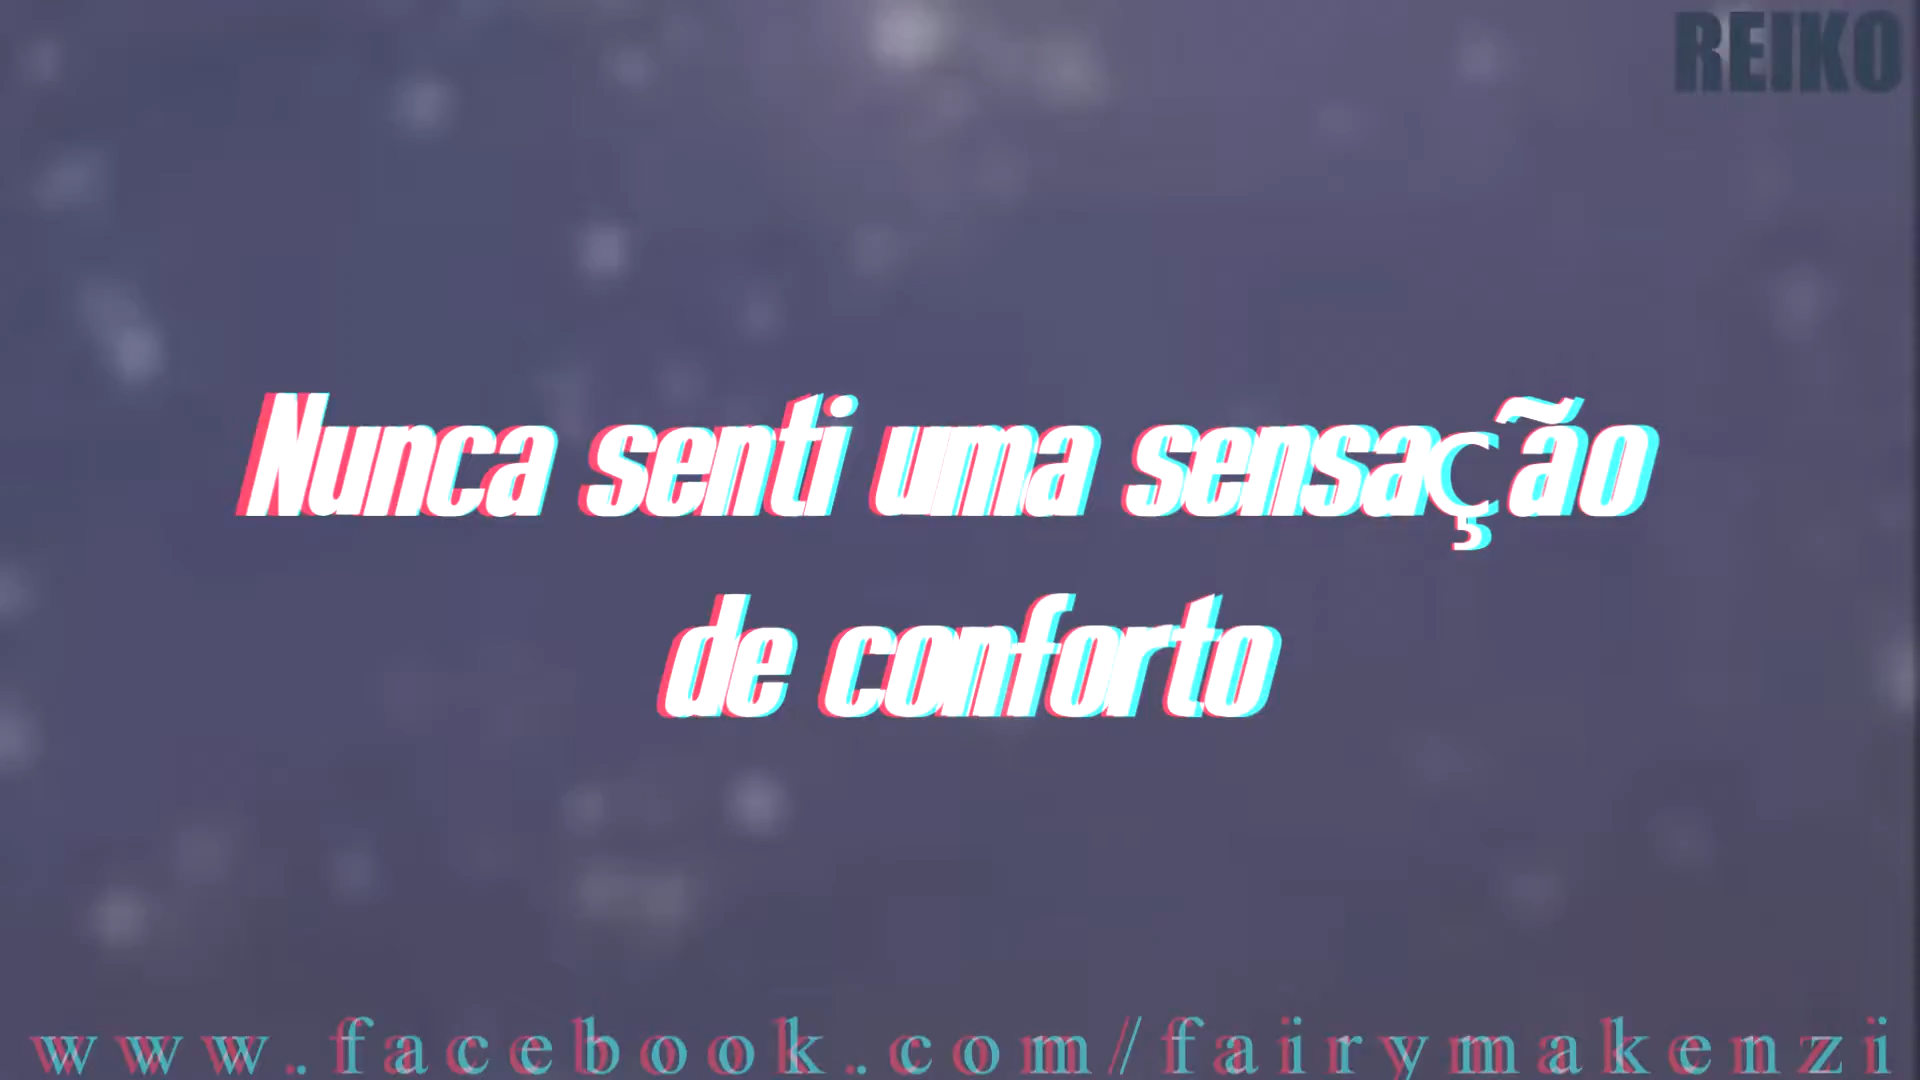 REIKO
Nunca senti uma sensação
de conforto
www.facebook.com/fairymakenzi